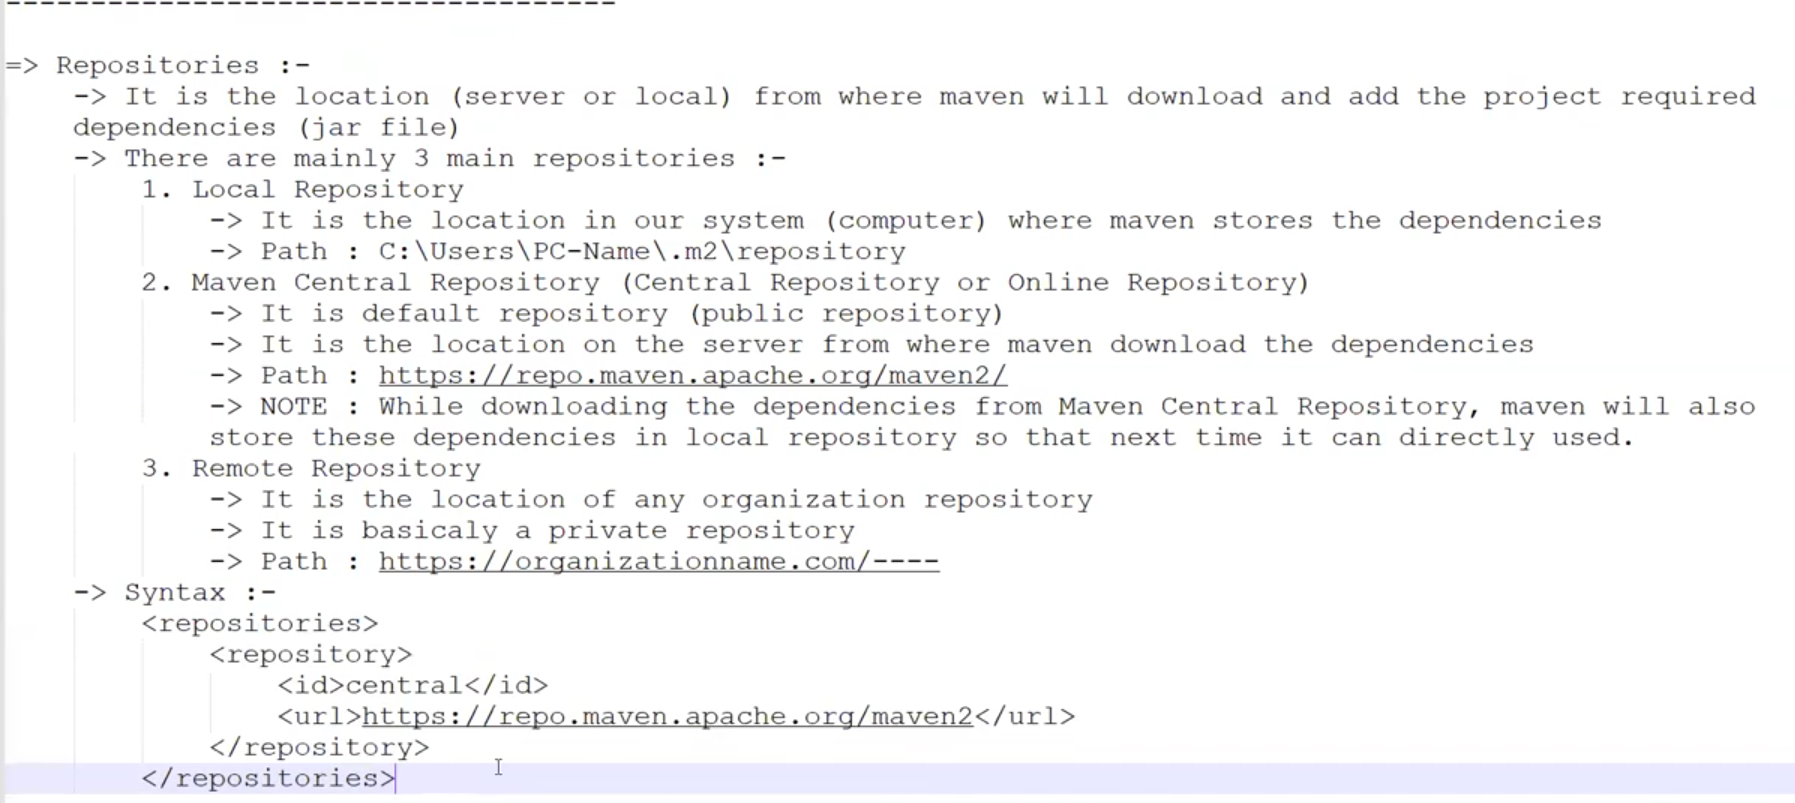 ------------------------------------
=> Repositories :-
-> It is the location (server or local) from where maven will download and add the project required
dependencies (jar file)
-> There are mainly 3 main repositories :-
1. Local Repository
-> It is the location in our system (computer) where maven stores the dependencies
-> Path : C:\Users\PC-Name\.m2\repository
2. Maven Central Repository (Central Repository or Online Repository)
-> It is default repository (public repository)
-> It is the location on the server from where maven download the dependencies
-> Path : https://repo.maven.apache.org/maven2/
-> NOTE : While downloading the dependencies from Maven Central Repository, maven will also
store these dependencies in local repository so that next time it can directly used.
3. Remote Repository
-> It is the location of any organization repository
-> It is basicaly a private repository
-> Path : https://organizationname.com/----
-> Syntax :-
<repositories>
<repository>
<id>central</id>
<url>https://repo.maven.apache.org/maven2</url>
</repository>
</repositories>